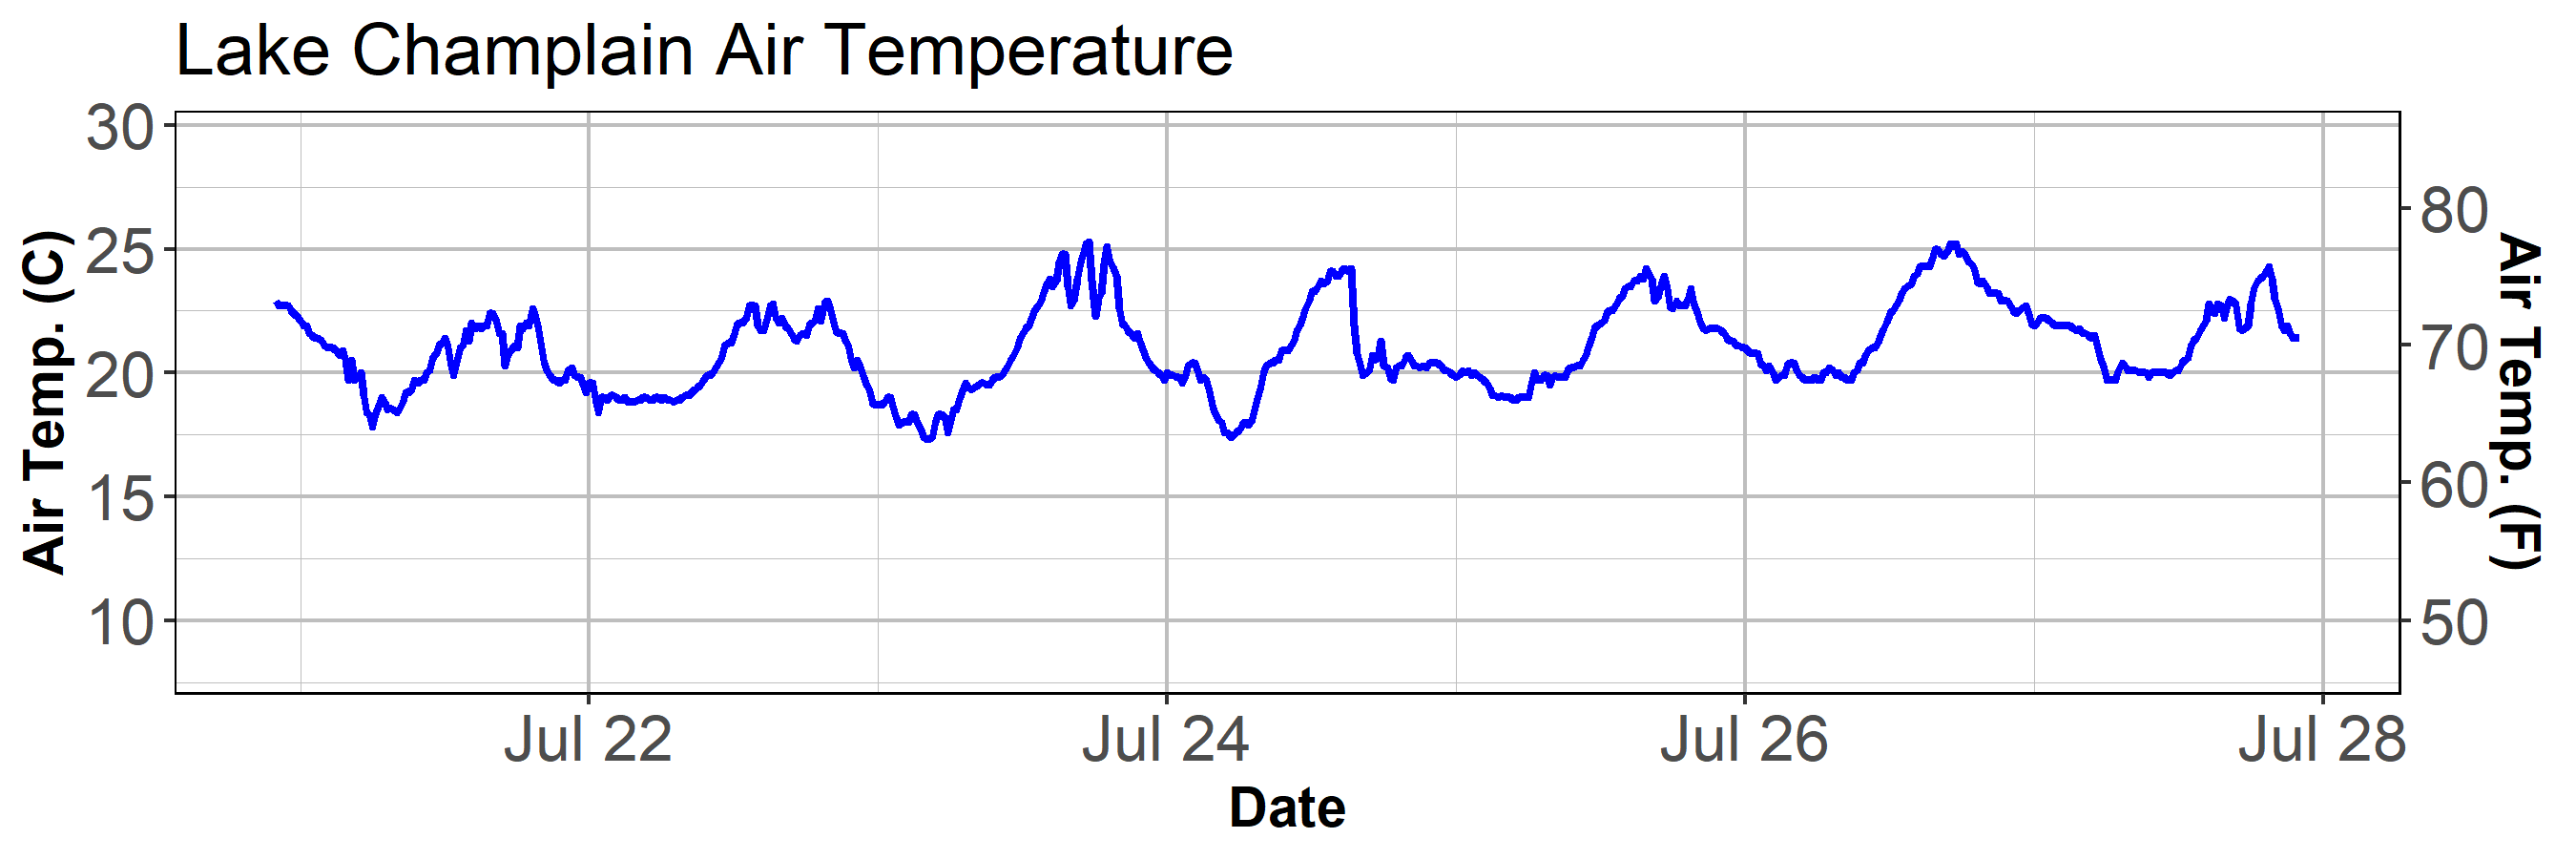 Lake Champlain Air Temperature
30
25
20
15
10
Air Temp. (C)
80
70
60
50
Air Temp. (F)
Jul 22
Jul 24
Jul 26
Jul 28
Date